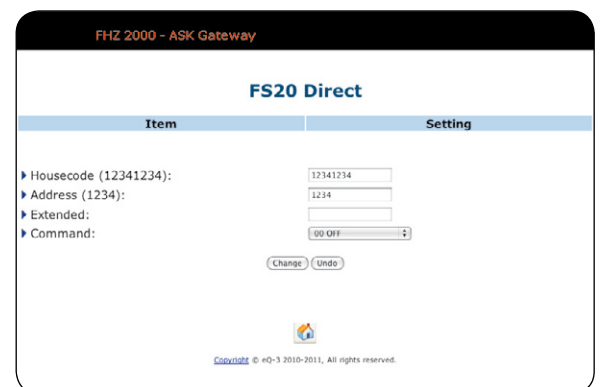 FHZ 2000 - ASK Gateway
FS20 Direct
Item Setting
Housecode (12341234): 12341234
Address (1234): 1234
Extended:
Command: 00 OFF
Change Undo
Copyright © eQ-3 2010-2011, All rights reserved.